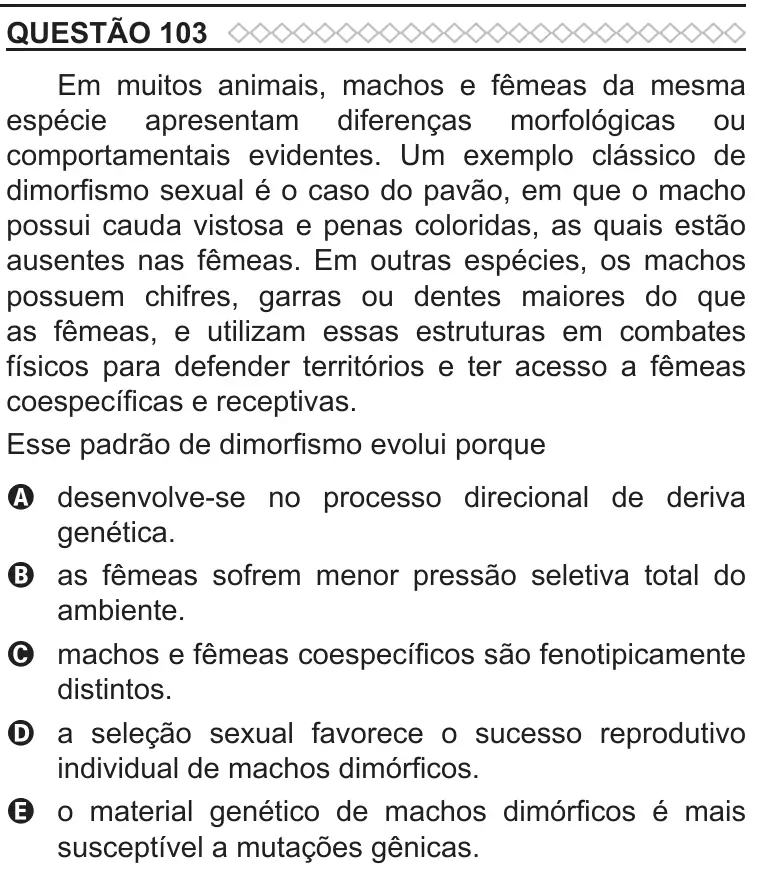 QUESTÃO 103
Em muitos animais, machos e fêmeas da mesma
espécie apresentam diferenças morfológicas ou
comportamentais evidentes. Um exemplo clássico de
dimorfismo sexual é o caso do pavão, em que o macho
possui cauda vistosa e penas coloridas, as quais estão
ausentes nas fêmeas. Em outras espécies, os machos
possuem chifres, garras ou dentes maiores do que
as fêmeas, e utilizam essas estruturas em combates
físicos para defender territórios e ter acesso a fêmeas
coespecíficas e receptivas.
Esse padrão de dimorfismo evolui porque
A desenvolve-se no processo direcional de deriva
genética.
B as fêmeas sofrem menor pressão seletiva total do
ambiente.
C machos e fêmeas coespecíficos são fenotipicamente
distintos.
D a seleção sexual favorece o sucesso reprodutivo
individual de machos dimórficos.
E o material genético de machos dimórficos é mais
susceptível a mutações gênicas.